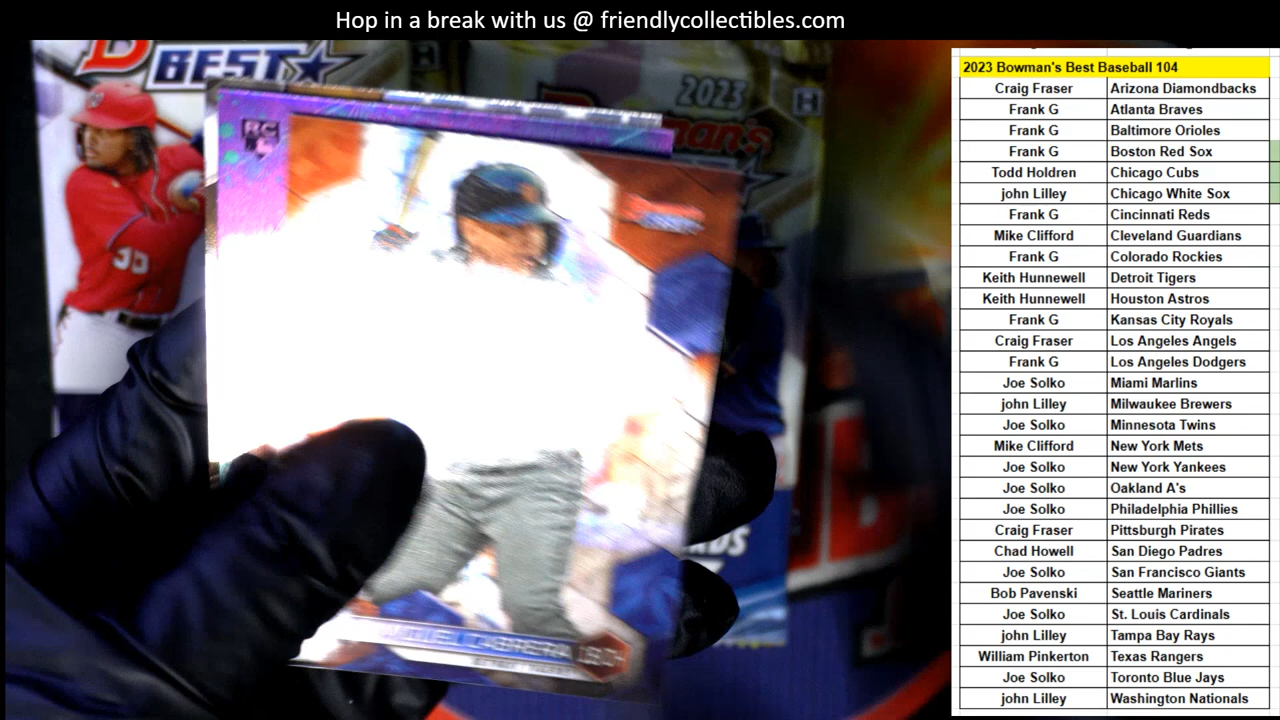 Hop in a break with us @ friendlycollectibles.com
BEST
2023
RC
35
2023 Bowman's Best Baseball 104
Craig Fraser Arizona Diamondbacks
Frank G Atlanta Braves
Frank G Baltimore Orioles
Frank G Boston Red Sox
Todd Holdren Chicago Cubs
john Lilley Chicago White Sox
Frank G Cincinnati Reds
Mike Clifford Cleveland Guardians
Frank G Colorado Rockies
Keith Hunnewell Detroit Tigers
Keith Hunnewell Houston Astros
Frank G Kansas City Royals
Craig Fraser Los Angeles Angels
Frank G Los Angeles Dodgers
Joe Solko Miami Marlins
john Lilley Milwaukee Brewers
Joe Solko Minnesota Twins
Mike Clifford New York Mets
Joe Solko New York Yankees
Joe Solko Oakland A's
Joe Solko Philadelphia Phillies
Craig Fraser Pittsburgh Pirates
Chad Howell San Diego Padres
Joe Solko San Francisco Giants
Bob Pavenski Seattle Mariners
Joe Solko St. Louis Cardinals
john Lilley Tampa Bay Rays
William Pinkerton Texas Rangers
Joe Solko Toronto Blue Jays
john Lilley Washington Nationals